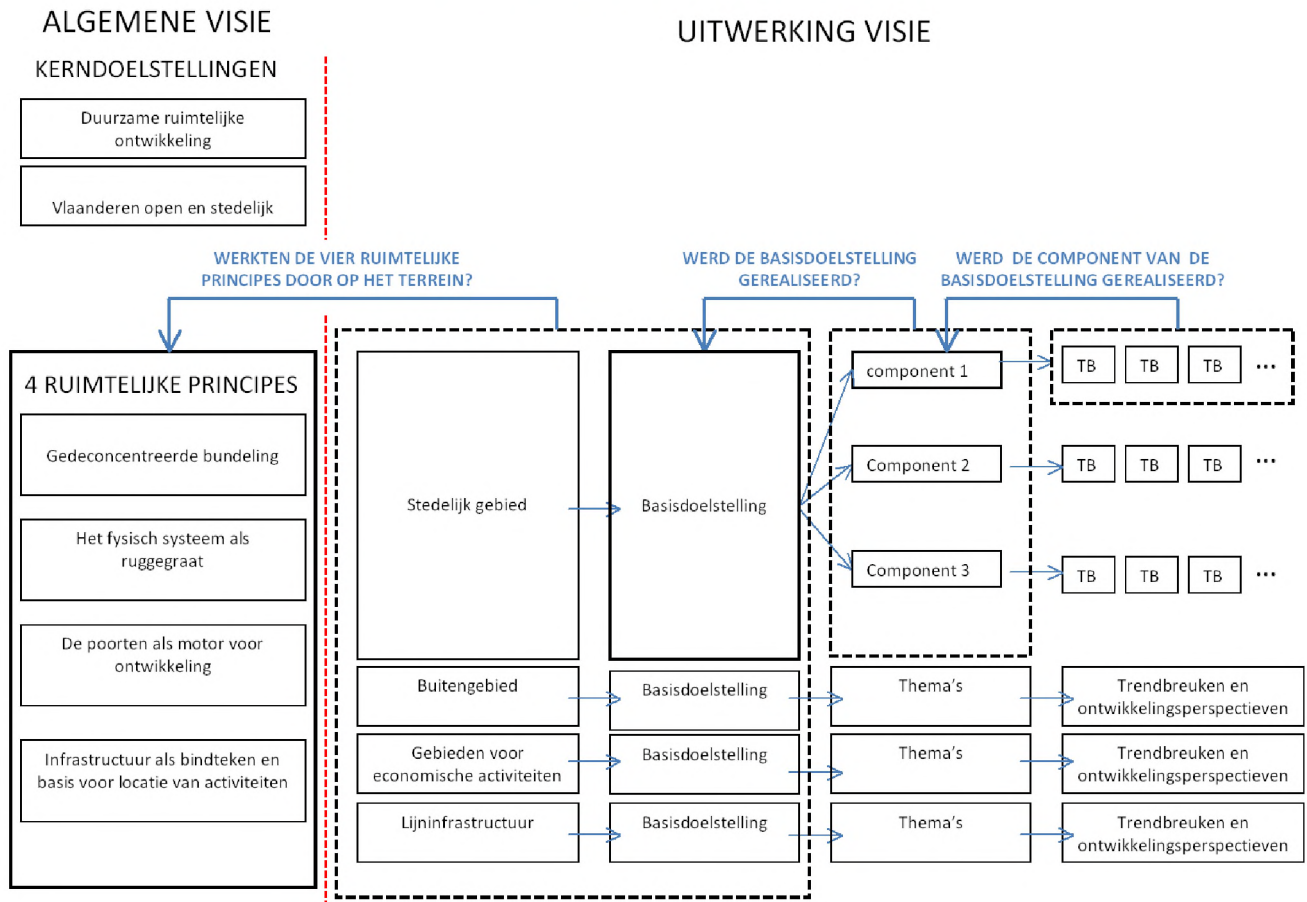 ALGEMENE VISIE
KERNDOELSTELLINGEN
Duurzame ruimtelijke
ontwikkeling
Vlaanderen open en stedelijk
UITWERKING VISIE
WERKTEN DE VIER RUIMTELIJKE
PRINCIPES DOOR OP HET TERREIN?
WERD DE BASISDOELSTELLING
GEREALISEERD?
WERD DE COMPONENT VAN DE
BASISDOELSTELLING GEREALISEERD?
4 RUIMTELIJKE PRINCIPES
Gedeconcentreerde bundeling
Het fysisch systeem als
ruggegraat
De poorten als motor voor
ontwikkeling
Infrastructuur als bindteken en
basis voor locatie van activiteiten
Stedelijk gebied
Basisdoelstelling
component 1
TB TB TB ...
Component 2
TB TB TB ...
Component 3
TB TB TB ...
Buitengebied
Basisdoelstelling
Thema's
Trendbreuken en
ontwikkelingsperspectieven
Gebieden voor
economische activiteiten
Basisdoelstelling
Thema's
Trendbreuken en
ontwikkelingsperspectieven
Lijninfrastructuur
Basisdoelstelling
Thema's
Trendbreuken en
ontwikkelingsperspectieven